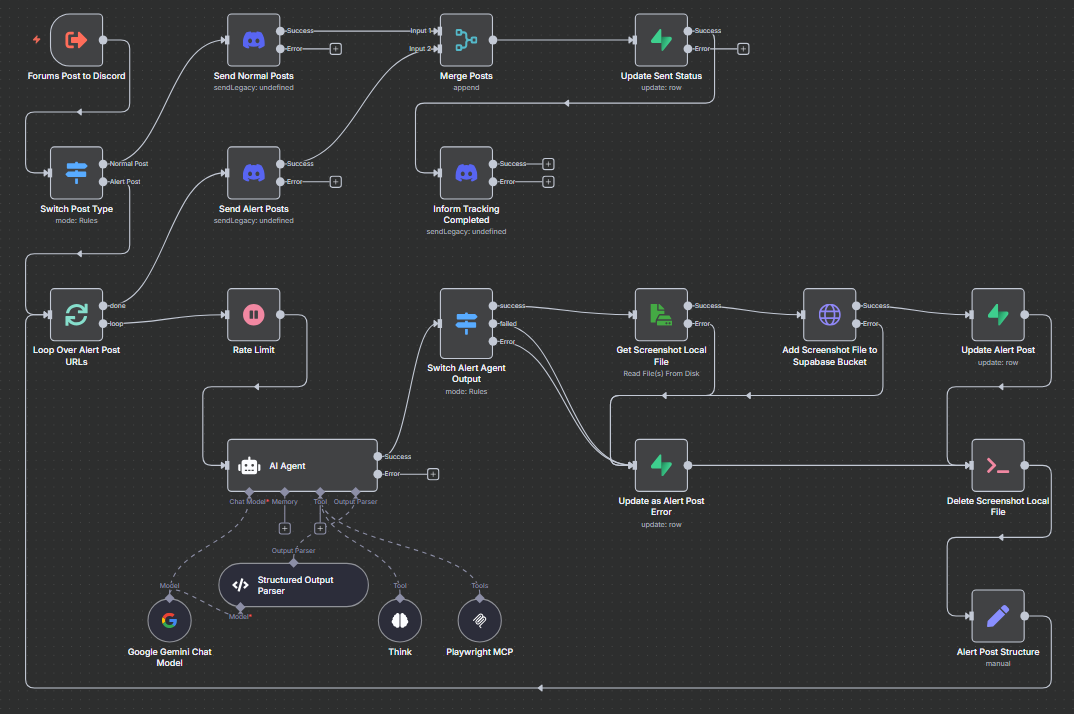 Success
Error
Input 1
Input 2
Success
Error
Forums Post to Discord
Send Normal Posts
sendLegacy: undefined
Merge Posts
append
Update Sent Status
update: row
Normal Post
Alert Post
Success
Error
Success
Error
Switch Post Type
mode: Rules
Send Alert Posts
sendLegacy: undefined
Inform Tracking
Completed
sendLegacy: undefined
done
loop
success
failed
Error
Success
Error
Success
Error
Loop Over Alert Post
URLs
Rate Limit
Switch Alert Agent
Output
mode: Rules
Get Screenshot Local
File
Read File(s) From Disk
Add Screenshot File to
Supabase Bucket
Update Alert Post
update: row
AI Agent
Success
Error
Chat Model*
Memory
Tool
Output Parser
Update as Alert Post
Error
update: row
Delete Screenshot Local
File
Output Parser
Structured Output
Parser
Model
Model*
Tool
Tools
Google Gemini Chat
Model
Think
Playwright MCP
Alert Post Structure
manual